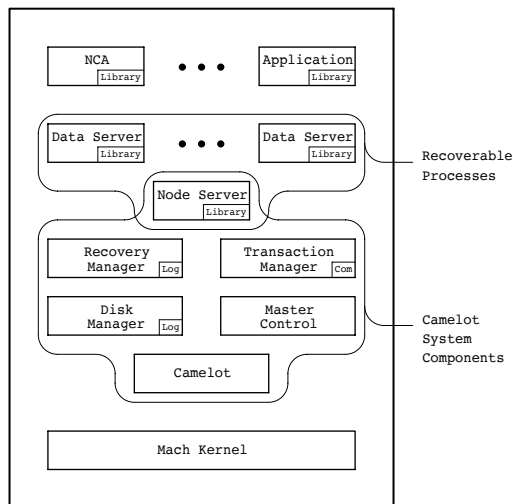 NCA
Library
Application
Library
Data Server
Library
Data Server
Library
Recoverable
Processes
Node Server
Library
Recovery
Manager
Log
Transaction
Manager
Com
Disk
Manager
Log
Master
Control
Camelot
System
Components
Camelot
Mach Kernel